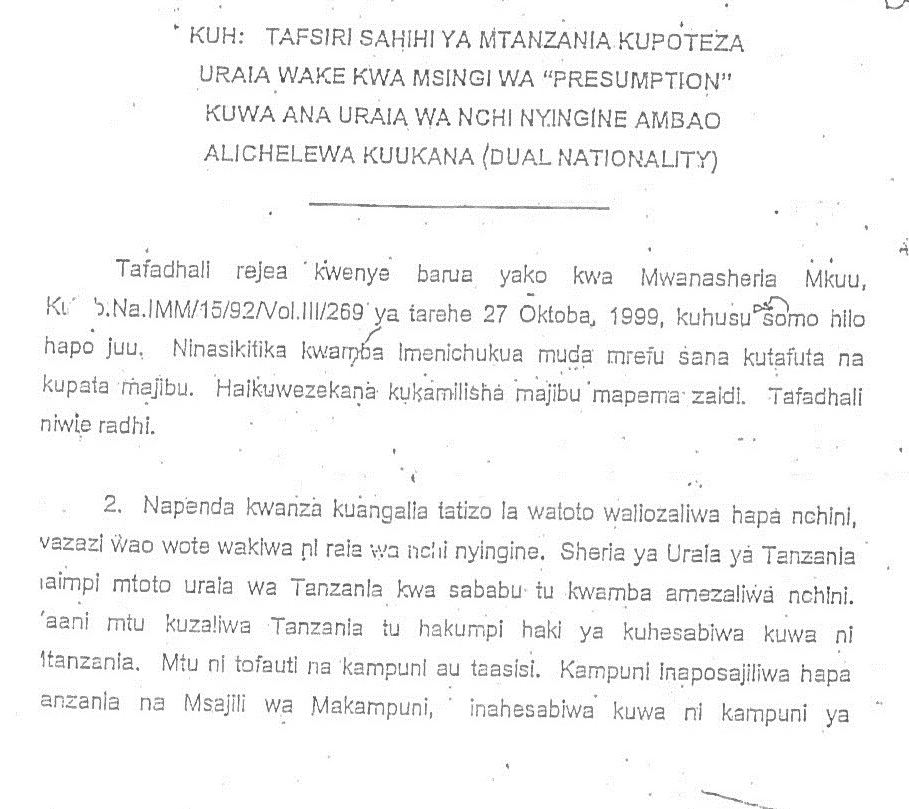 KUH: TAFSIRI SAHIHI YA MTANZANIA KUPOTEZA
URAIA WAKE KWA MSINGI WA "PRESUMPTION"
KUWA ANA URAIA WA NCHI NYINGINE AMBAO
ALICHELEWA KUUKANA (DUAL NATIONALITY)
Tafadhali rejea kwenye barua yako kwa Mwanasheria Mkuu,
.Na.IMM/15/92/Vol.III/269 ya tarehe 27 Oktoba, 1999, kuhusu somo hilo
hapo juu. Ninasikitika kwamba imenichukua muda mrefu sana kutafuta na
kupata majibu. Haikuwezekana kukamilisha majibu mapema zaidi. Tafadhali
niwie radhi.
2. Napenda kwanza kuangalia tatizo la watoto waliozaliwa hapa nchini,
vazazi wao wote wakiwa ni raia wa nchi nyingine. Sheria ya Uraia ya Tanzania
iaimpi mtoto uraia wa Tanzania kwa sababu tu kwamba amezaliwa nchini.
'aani mtu kuzaliwa Tanzania tu hakumpi haki ya kuhesabiwa kuwa ni
ltanzania. Mtu ni tofauti na kampuni au taasisi. Kampuni inaposajiliwa hapa
anzania na Msajili wa Makampuni, inahesabiwa kuwa ni kampuni ya